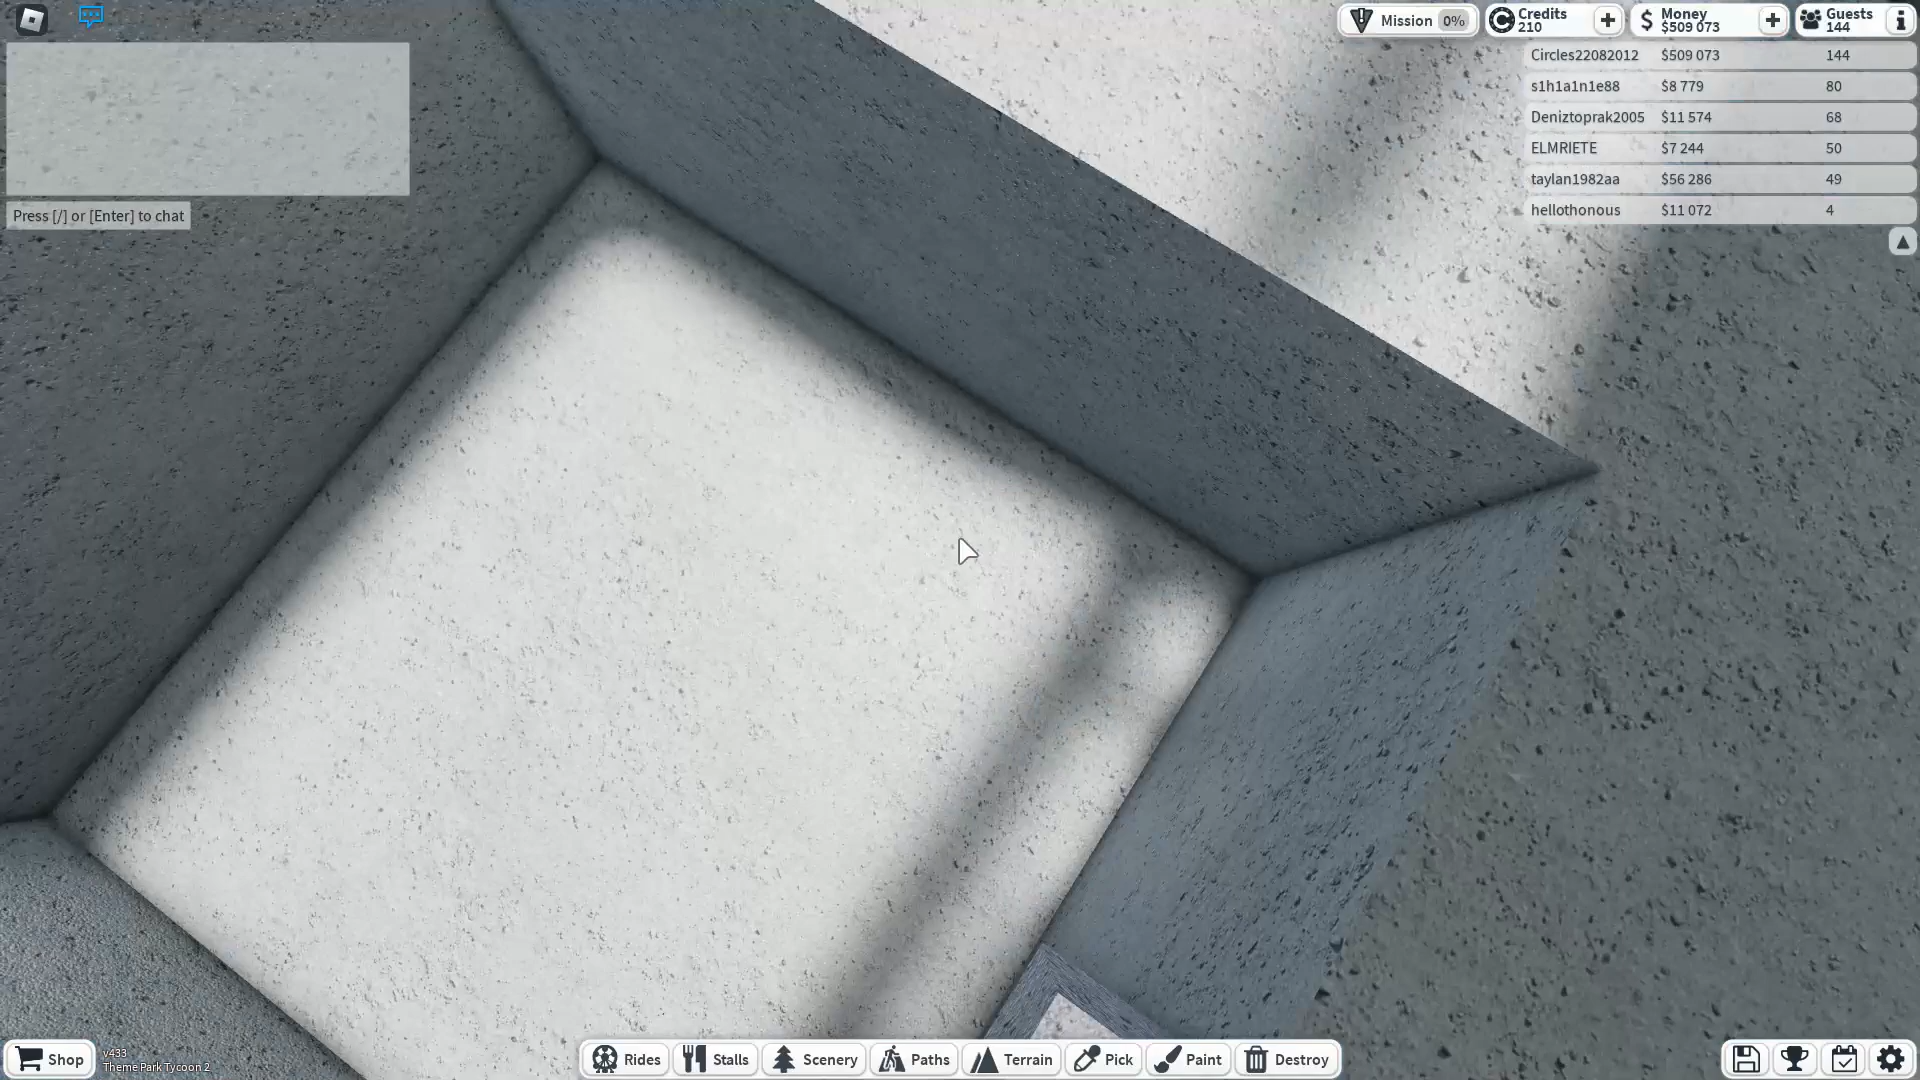 Mission 0%
Credits
210
Money
$509 073
Guests
144
Circles22082012 $509 073 144
s1h1a1n1e88 $8 779 80
Deniztoprak2005 $11 574 68
ELMRIETE $7 244 50
taylan1982aa $56 286 49
hellothonous $11 072 4
Press [/] or [Enter] to chat
Shop
v433
Theme Park Tycoon 2
Rides
Stalls
Scenery
Paths
Terrain
Pick
Paint
Destroy